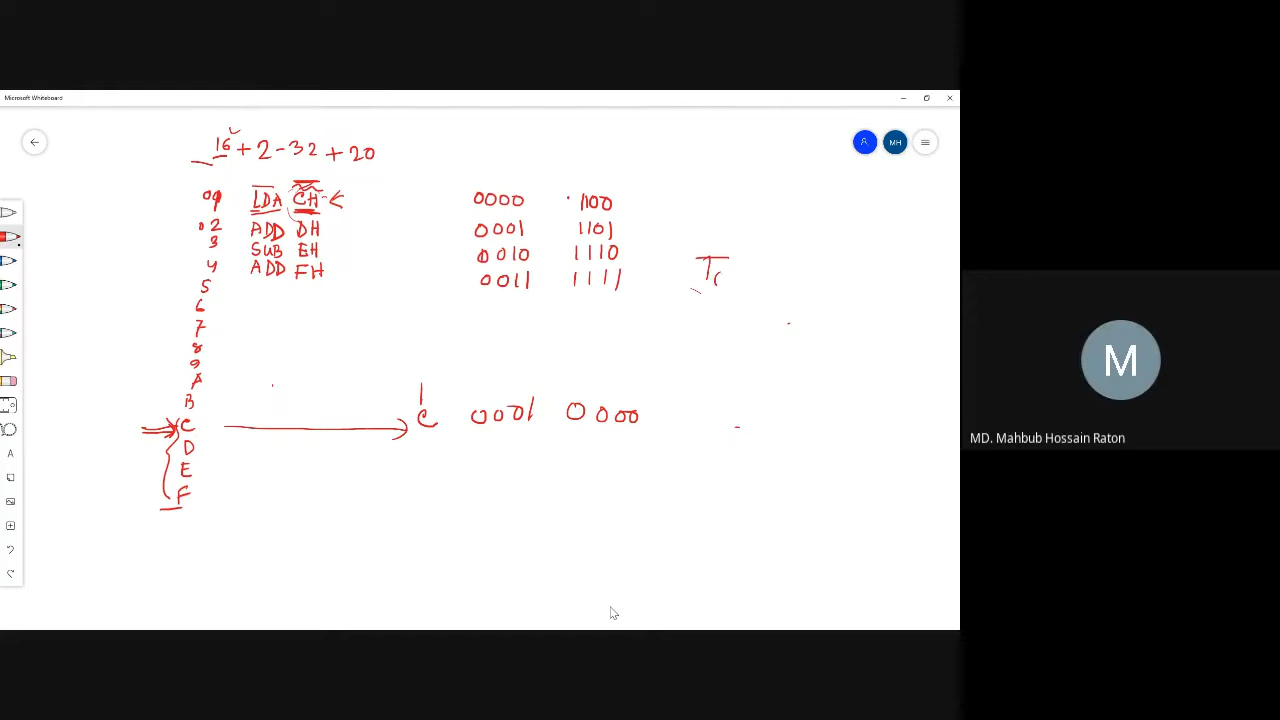 Microsoft Whiteboard
MH
16 + 2 - 32 + 20
01 LDA CH 0000 1100
02 ADD DH 0001 1101
3 SUB EH 0010 1110
4 ADD FH 0011 1111
5
6
7
8
9
A
B
C C 0001 0000
D
E
F
M
MD. Mahbub Hossain Raton